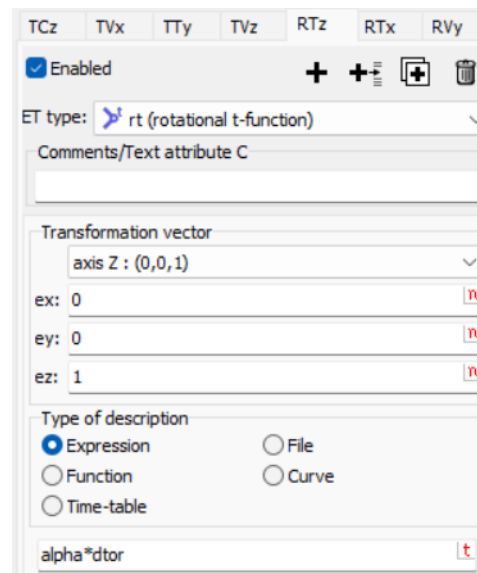 TCz TVx TTy TVz RTz RTx RVy
Enabled
ET type: rt (rotational t-function)
Comments/Text attribute C
Transformation vector
axis Z : (0,0,1)
ex: 0
ey: 0
ez: 1
Type of description
Expression File
Function Curve
Time-table
alpha*dtor t